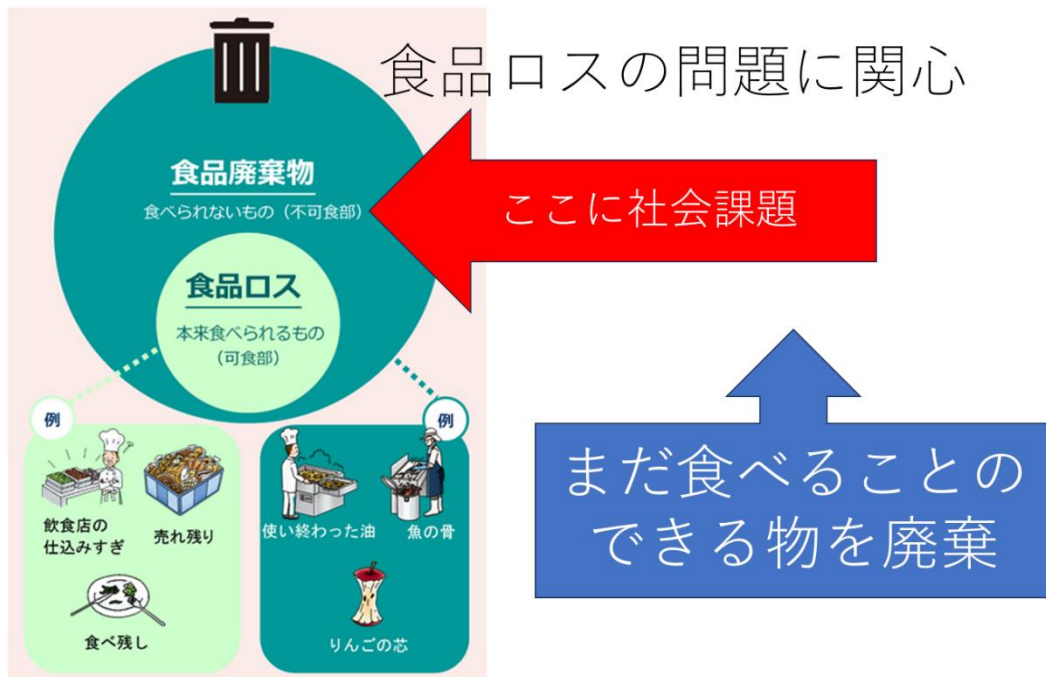 食品ロスの問題に関心
食品廃棄物
食べられないもの（不可食部）
ここに社会課題
食品ロス
本来食べられるもの
（可食部）
例
例
飲食店の
仕込みすぎ
売れ残り
食べ残し
使い終わった油
魚の骨
りんごの芯
まだ食べることの
できる物を廃棄